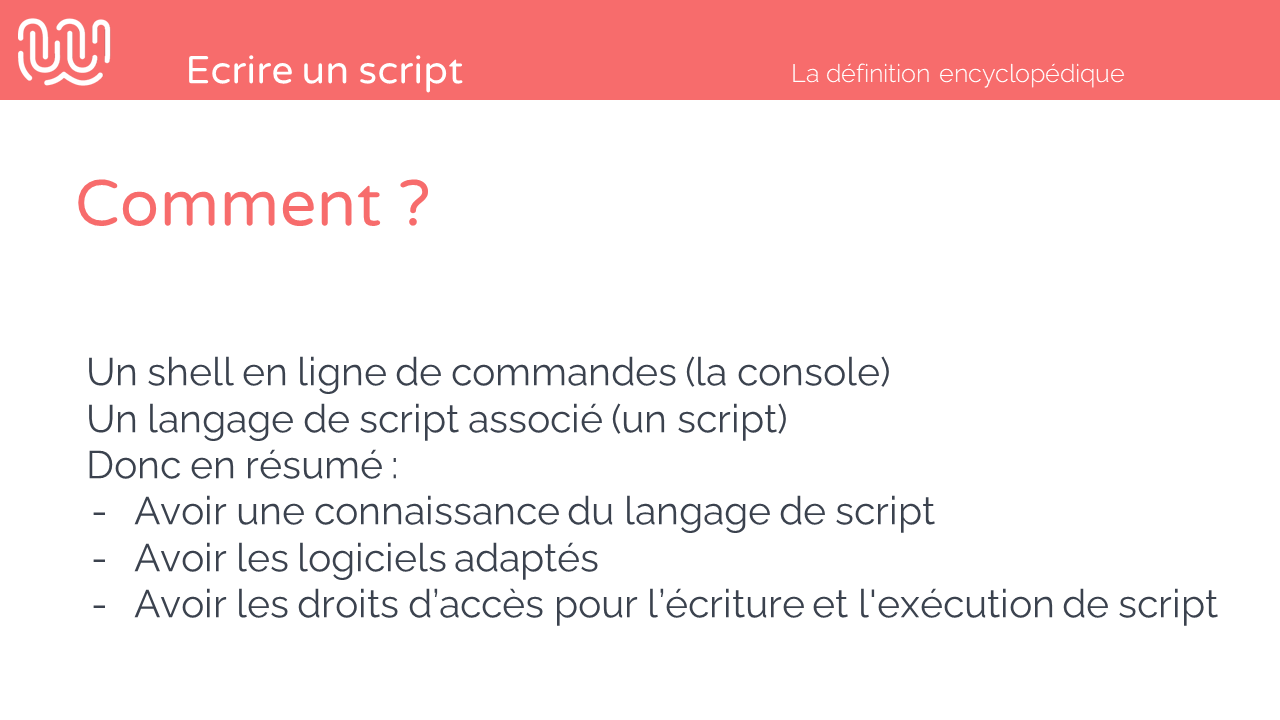 Ecrire un script
La définition encyclopédique
Comment ?
Un shell en ligne de commandes (la console)
Un langage de script associé (un script)
Donc en résumé :
- Avoir une connaissance du langage de script
- Avoir les logiciels adaptés
- Avoir les droits d’accès pour l’écriture et l'exécution de script